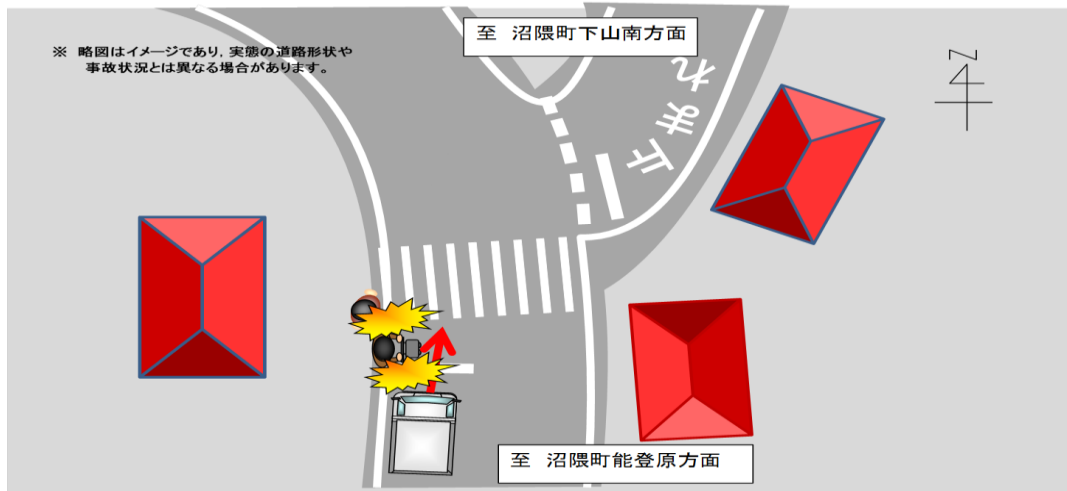 至 沼隈町下山南方面
※ 略図はイメージであり，実態の道路形状や
事故状況とは異なる場合があります。
止まれ
至 沼隈町能登原方面